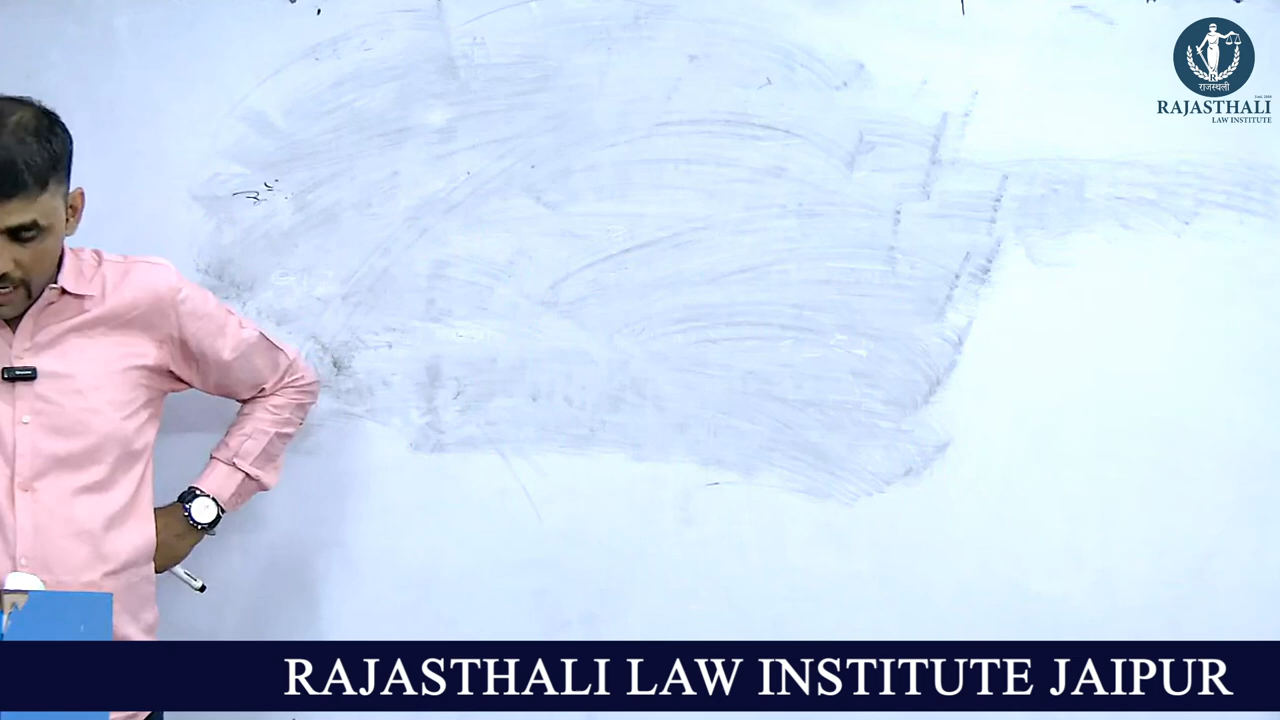 राजस्थली
RAJASTHALI
LAW INSTITUTE
RAJASTHALI LAW INSTITUTE JAIPUR